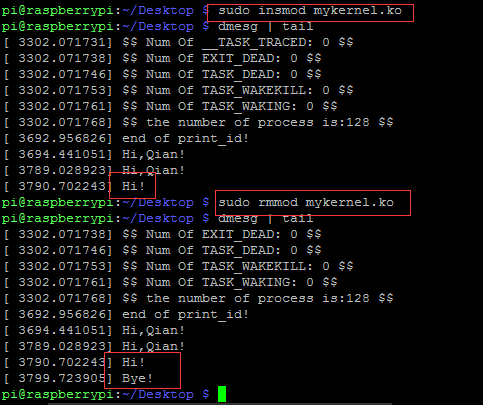 pi@raspberrypi:~/Desktop $ sudo insmod mykernel.ko
pi@raspberrypi:~/Desktop $ dmesg | tail
[ 3302.071731] $$ Num Of __TASK_TRACED: 0 $$
[ 3302.071738] $$ Num Of EXIT_DEAD: 0 $$
[ 3302.071746] $$ Num Of TASK_DEAD: 0 $$
[ 3302.071753] $$ Num Of TASK_WAKEKILL: 0 $$
[ 3302.071761] $$ Num Of TASK_WAKING: 0 $$
[ 3302.071768] $$ the number of process is:128 $$
[ 3692.956826] end of print_id!
[ 3694.441051] Hi,Qian!
[ 3789.028923] Hi,Qian!
[ 3790.702243] Hi!
pi@raspberrypi:~/Desktop $ sudo rmmod mykernel.ko
pi@raspberrypi:~/Desktop $ dmesg | tail
[ 3302.071738] $$ Num Of EXIT_DEAD: 0 $$
[ 3302.071746] $$ Num Of TASK_DEAD: 0 $$
[ 3302.071753] $$ Num Of TASK_WAKEKILL: 0 $$
[ 3302.071761] $$ Num Of TASK_WAKING: 0 $$
[ 3302.071768] $$ the number of process is:128 $$
[ 3692.956826] end of print_id!
[ 3694.441051] Hi,Qian!
[ 3789.028923] Hi,Qian!
[ 3790.702243] Hi!
[ 3799.723905] Bye!
pi@raspberrypi:~/Desktop $